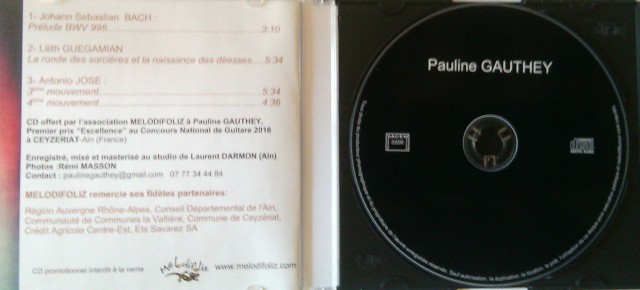 1- Johann Sebastian BACH :
Prélude BWV 998 3:10
2- Lilith GUEGAMIAN
La ronde des sorcières et la naissance des déesses 5:34
3- Antonio JOSE :
3ème mouvement 5:34
4ème mouvement 4:36
CD offert par l'association MELODIFOLIZ à Pauline GAUTHEY,
Premier prix "Excellence" au Concours National de Guitare 2016
à CEYZERIAT-Ain (France)
Enregistré, mixé et masterisé au studio de Laurent DARMON (Ain)
Photos :Rémi MASSON
Contact : paulinegauthey@gmail.com 07 77 34 44 84
MELODIFOLIZ remercie ses fidèles partenaires:
Région Auvergne Rhône-Alpes, Conseil Départemental de l'Ain,
Communauté de Communes la Vallière, Commune de Ceyzériat,
Crédit Agricole Centre-Est, Ets Savarez SA
CD promotionnel interdit à la vente
Melodifoliz
www.melodifoliz.com
Pauline GAUTHEY
SACEM
COMPACT
disc